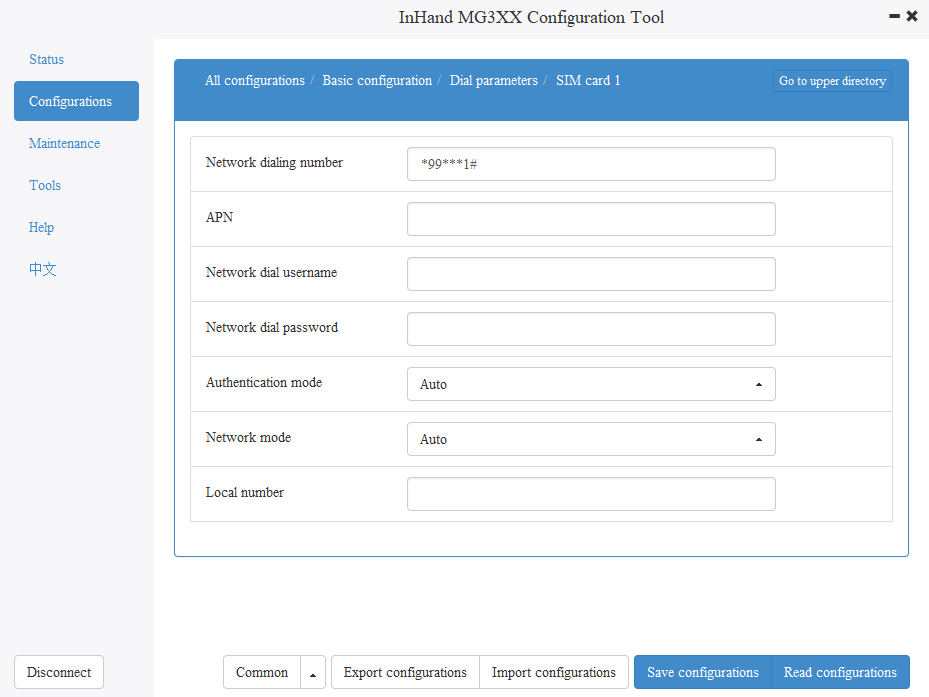 InHand MG3XX Configuration Tool
Status
Configurations
Maintenance
Tools
Help
中文
All configurations / Basic configuration / Dial parameters / SIM card 1
Go to upper directory
Network dialing number *99***1#
APN
Network dial username
Network dial password
Authentication mode Auto
Network mode Auto
Local number
Disconnect Common Export configurations Import configurations Save configurations Read configurations